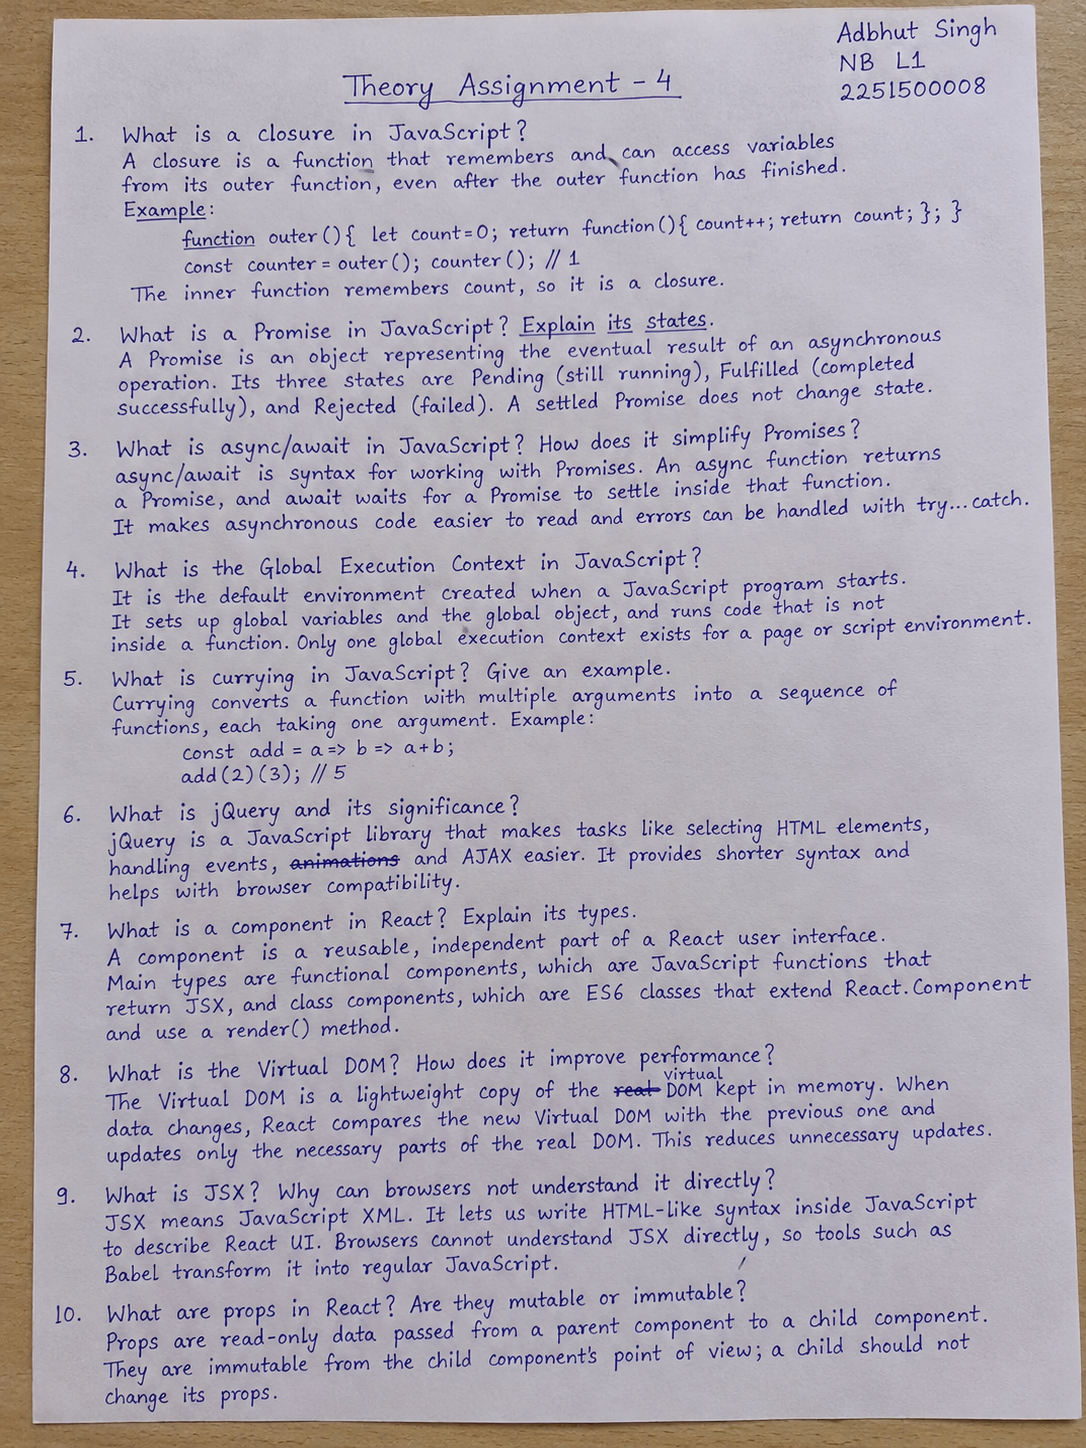 Adbhut Singh
NB L1
2251500008
Theory Assignment - 4
1. What is a closure in JavaScript?
A closure is a function that remembers and can access variables
from its outer function, even after the outer function has finished.
Example:
function outer(){ let count=0; return function(){ count++; return count; }; }
const counter = outer(); counter(); // 1
The inner function remembers count, so it is a closure.
2. What is a Promise in JavaScript? Explain its states.
A Promise is an object representing the eventual result of an asynchronous
operation. Its three states are Pending (still running), Fulfilled (completed
successfully), and Rejected (failed). A settled Promise does not change state.
3. What is async/await in JavaScript? How does it simplify Promises?
async/await is syntax for working with Promises. An async function returns
a Promise, and await waits for a Promise to settle inside that function.
It makes asynchronous code easier to read and errors can be handled with try...catch.
4. What is the Global Execution Context in JavaScript?
It is the default environment created when a JavaScript program starts.
It sets up global variables and the global object, and runs code that is not
inside a function. Only one global execution context exists for a page or script environment.
5. What is currying in JavaScript? Give an example.
Currying converts a function with multiple arguments into a sequence of
functions, each taking one argument. Example:
const add = a => b => a+b;
add(2)(3); // 5
6. What is jQuery and its significance?
jQuery is a JavaScript library that makes tasks like selecting HTML elements,
handling events, animations and AJAX easier. It provides shorter syntax and
helps with browser compatibility.
7. What is a component in React? Explain its types.
A component is a reusable, independent part of a React user interface.
Main types are functional components, which are JavaScript functions that
return JSX, and class components, which are ES6 classes that extend React.Component
and use a render() method.
8. What is the Virtual DOM? How does it improve performance?
virtual
The Virtual DOM is a lightweight copy of the real DOM kept in memory. When
data changes, React compares the new Virtual DOM with the previous one and
updates only the necessary parts of the real DOM. This reduces unnecessary updates.
9. What is JSX? Why can browsers not understand it directly?
JSX means JavaScript XML. It lets us write HTML-like syntax inside JavaScript
to describe React UI. Browsers cannot understand JSX directly, so tools such as
Babel transform it into regular JavaScript.
10. What are props in React? Are they mutable or immutable?
Props are read-only data passed from a parent component to a child component.
They are immutable from the child component's point of view; a child should not
change its props.